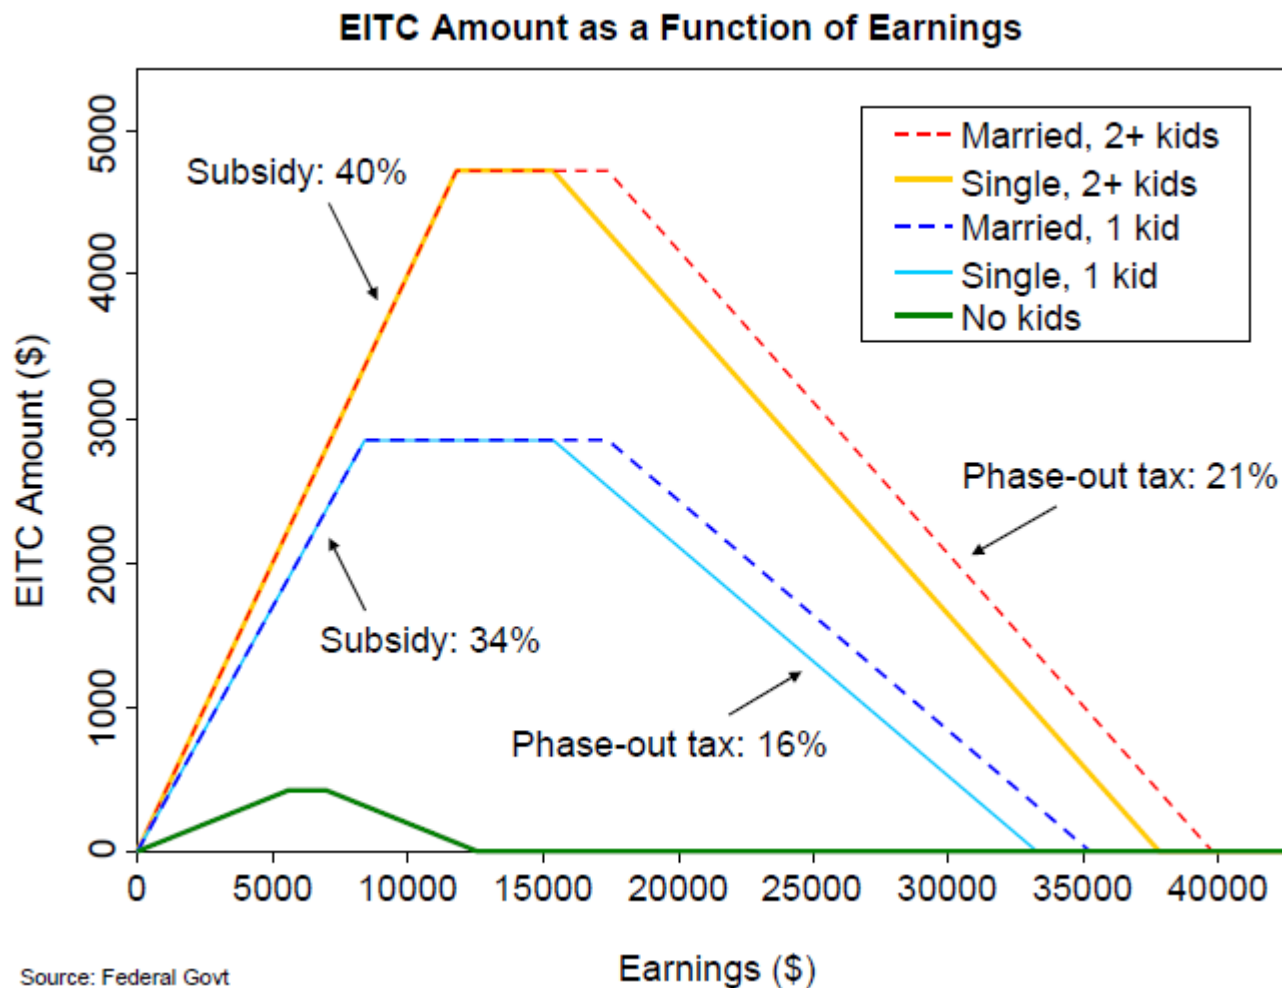 EITC Amount as a Function of Earnings
EITC Amount ($)
5000
4000
3000
2000
1000
0
Subsidy: 40%
Married, 2+ kids
Single, 2+ kids
Married, 1 kid
Single, 1 kid
No kids
Phase-out tax: 21%
Subsidy: 34%
Phase-out tax: 16%
0 5000 10000 15000 20000 25000 30000 35000 40000
Earnings ($)
Source: Federal Govt